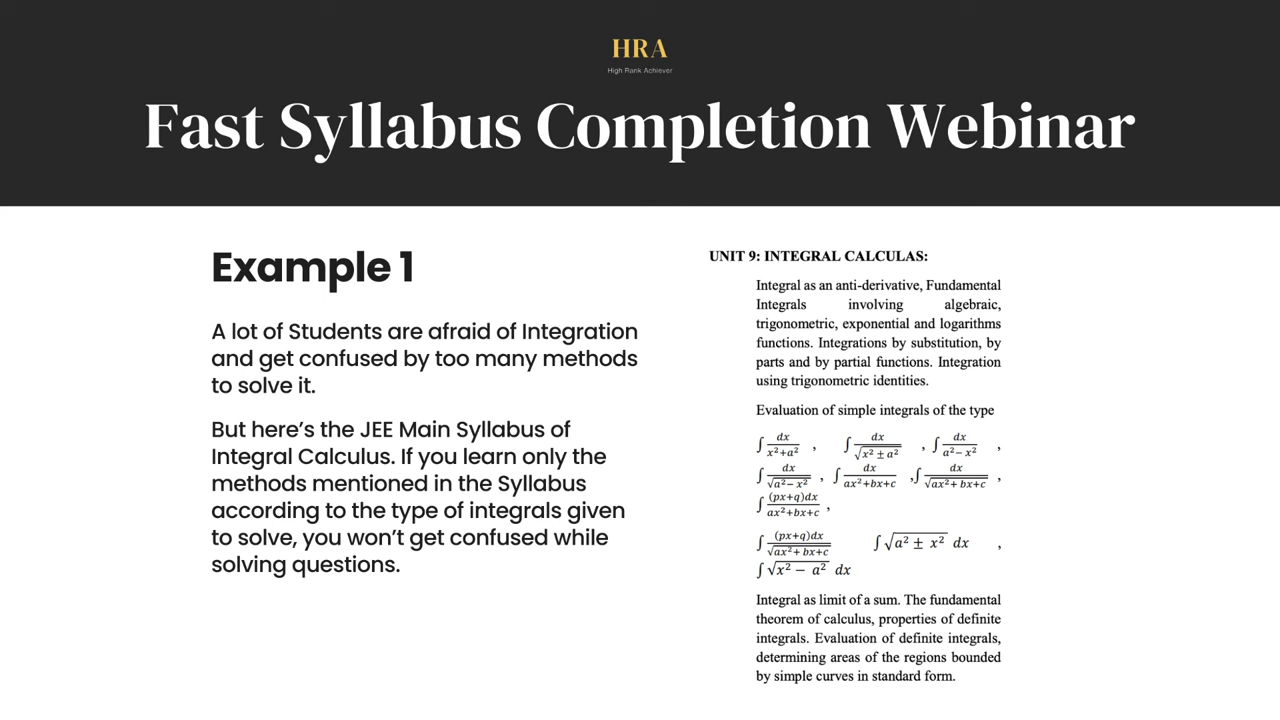 HRA
High Rank Achiever
Fast Syllabus Completion Webinar
Example 1
A lot of Students are afraid of Integration
and get confused by too many methods
to solve it.
But here's the JEE Main Syllabus of
Integral Calculus. If you learn only the
methods mentioned in the Syllabus
according to the type of integrals given
to solve, you won't get confused while
solving questions.
UNIT 9: INTEGRAL CALCULAS:
Integral as an anti-derivative, Fundamental
Integrals involving algebraic,
trigonometric, exponential and logarithms
functions. Integrations by substitution, by
parts and by partial functions. Integration
using trigonometric identities.
Evaluation of simple integrals of the type
∫ dx/(x²+a²) , ∫ dx/√(x² ± a²) , ∫ dx/(a²− x²) ,
∫ dx/√(a²− x²) , ∫ dx/(ax²+bx+c) , ∫ dx/√(ax²+ bx+c) ,
∫ (px+q)dx/(ax²+bx+c) ,
∫ (px+q)dx/√(ax²+ bx+c) ∫ √(a² ± x²) dx ,
∫ √(x² − a²) dx
Integral as limit of a sum. The fundamental
theorem of calculus, properties of definite
integrals. Evaluation of definite integrals,
determining areas of the regions bounded
by simple curves in standard form.